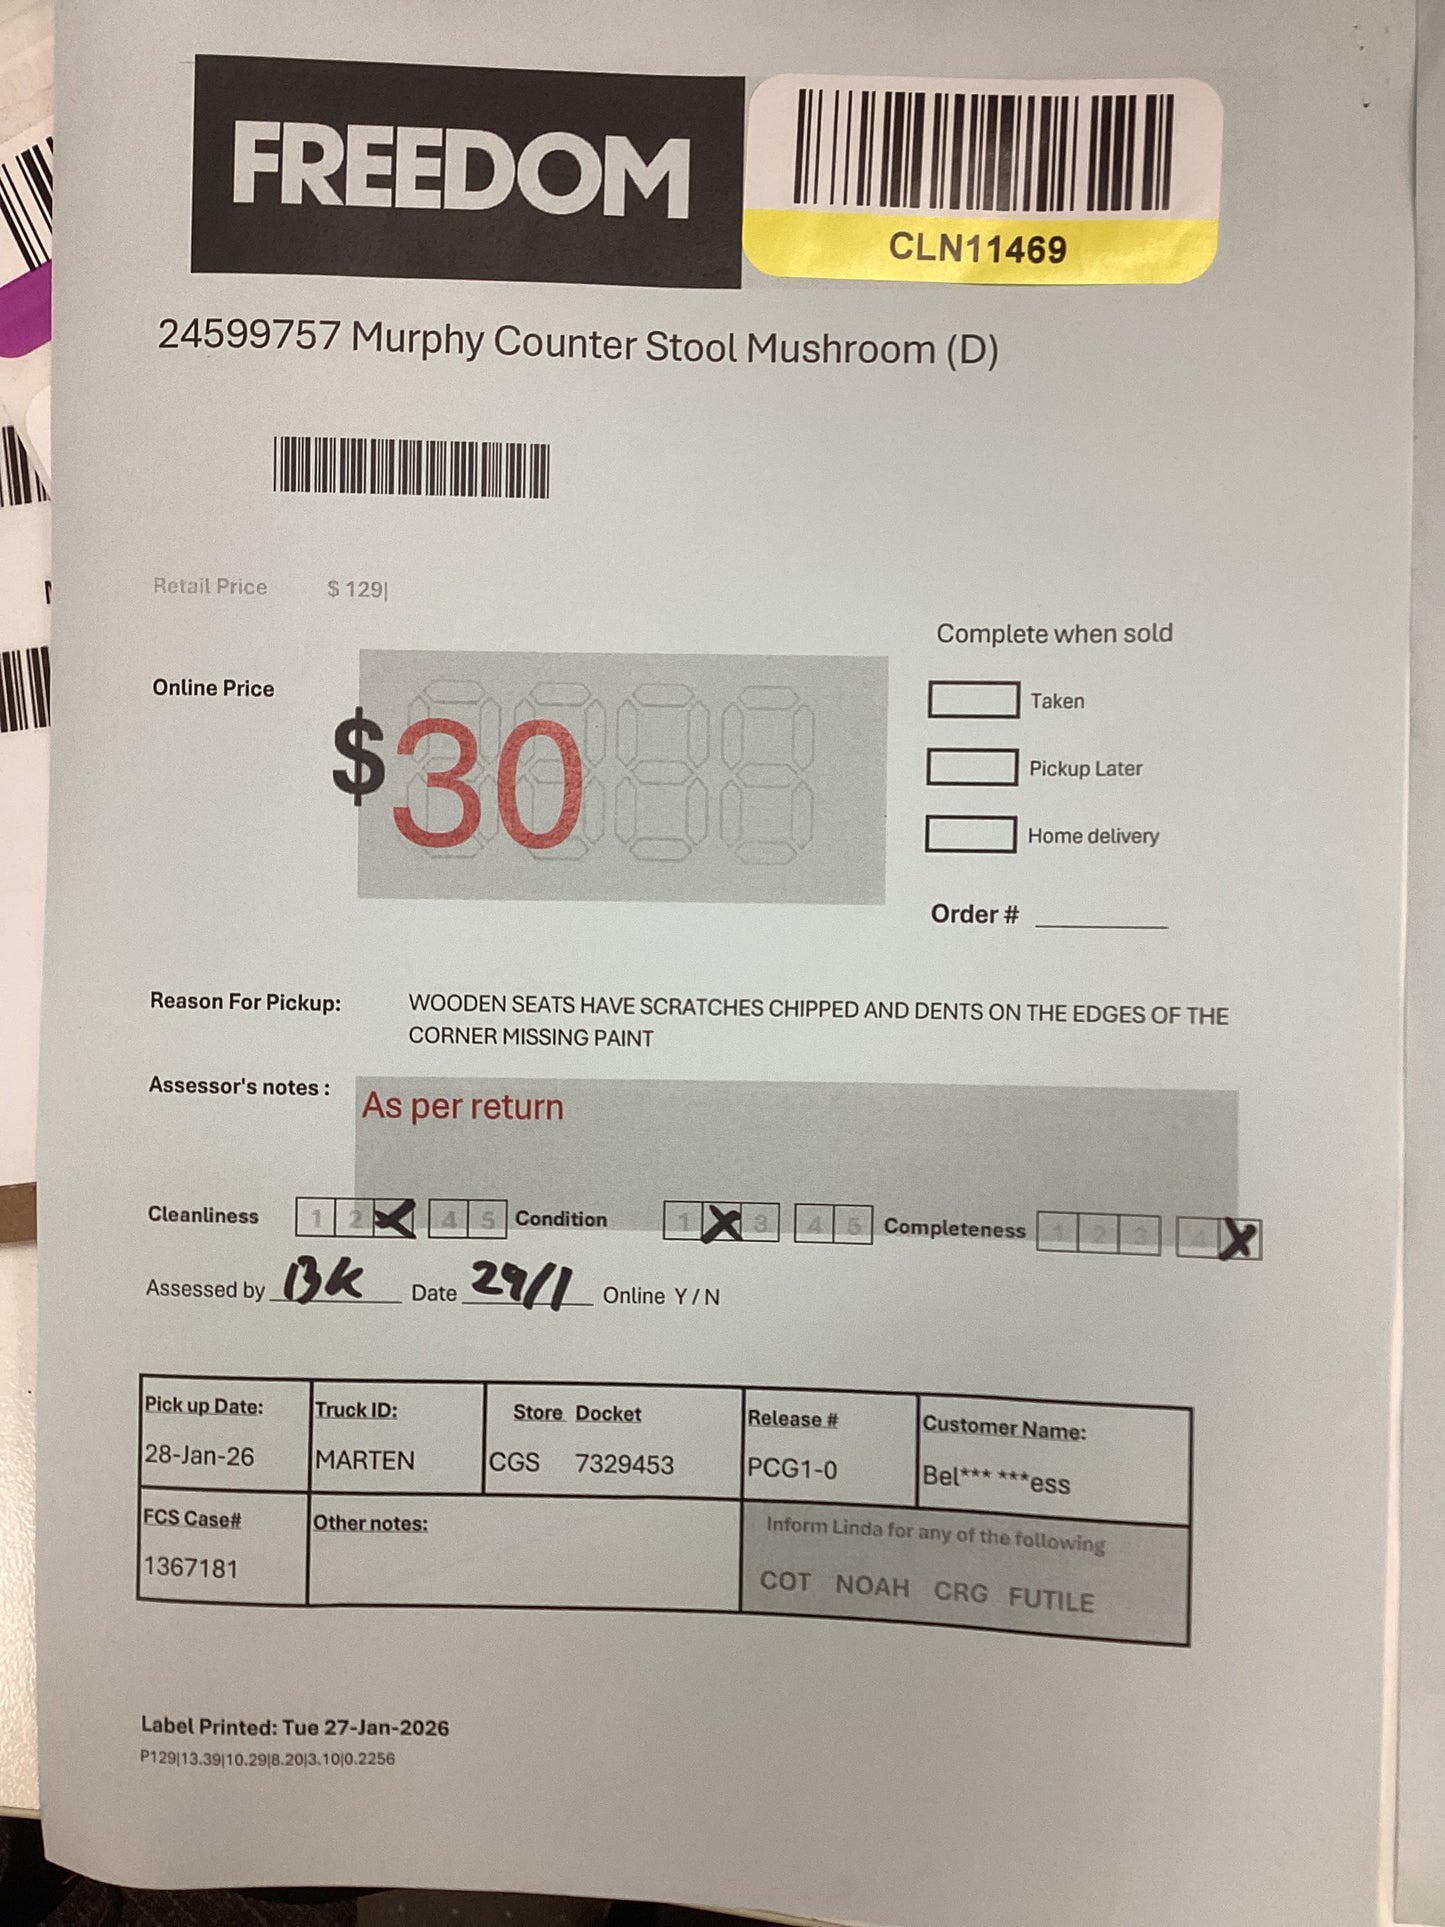 FREEDOM
CLN11469
24599757 Murphy Counter Stool Mushroom (D)
Retail Price $ 129|
Complete when sold
Online Price
$30
Taken
Pickup Later
Home delivery
Order #
Reason For Pickup: WOODEN SEATS HAVE SCRATCHES CHIPPED AND DENTS ON THE EDGES OF THE
CORNER MISSING PAINT
Assessor's notes : As per return
Cleanliness 1 2 4 5 Condition 1 3 4 5 Completeness 1 2 3 4
Assessed by BK Date 29/1 Online Y / N
Pick up Date: Truck ID: Store Docket Release # Customer Name:
28-Jan-26 MARTEN CGS 7329453 PCG1-0 Bel*** ***ess
FCS Case# Other notes: Inform Linda for any of the following
1367181 COT NOAH CRG FUTILE
Label Printed: Tue 27-Jan-2026
P129|13.39|10.29|8.20|3.10|0.2256